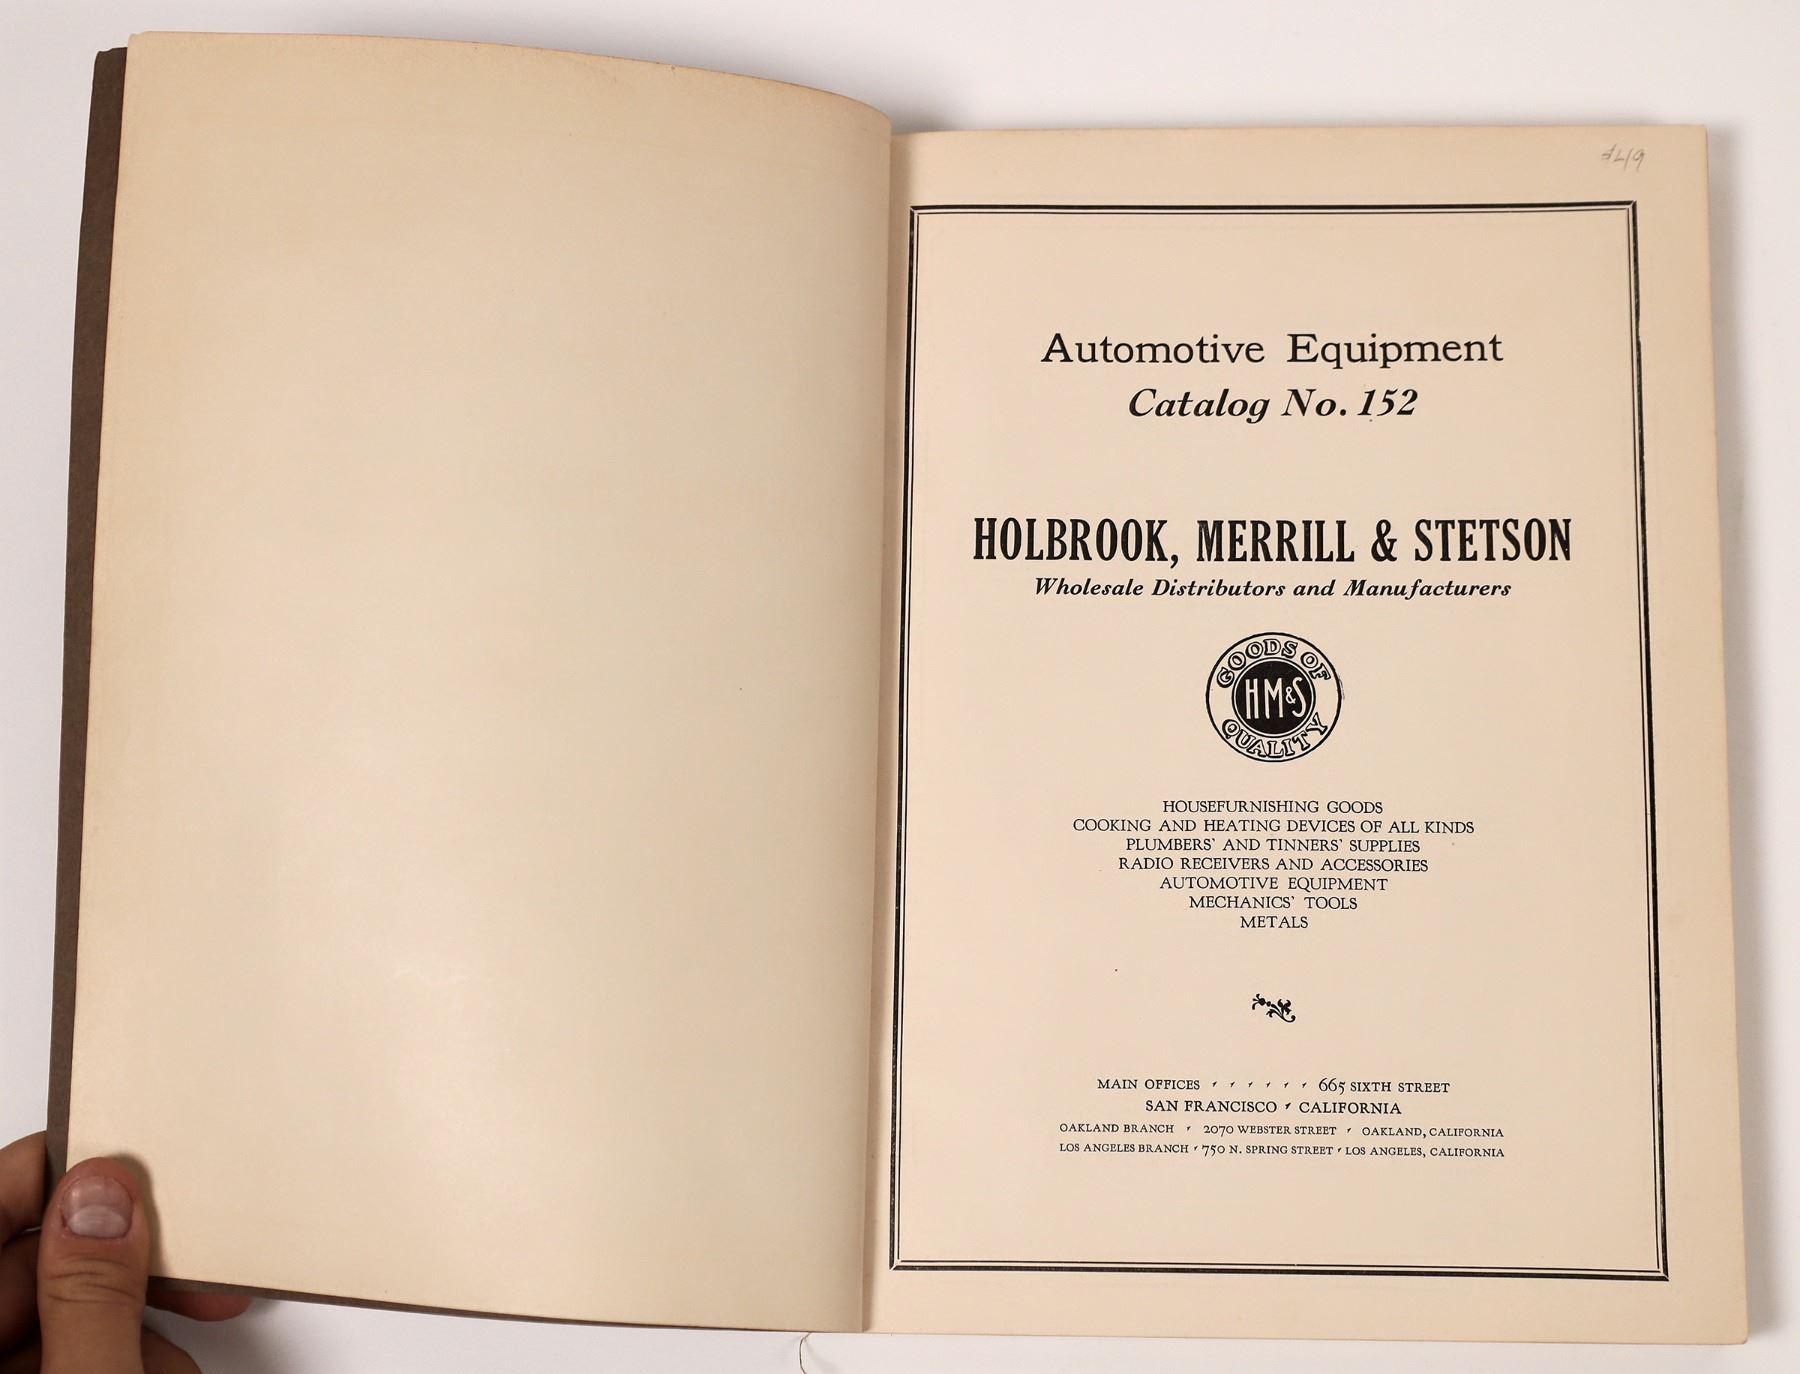 $49
Automotive Equipment
Catalog No. 152
HOLBROOK, MERRILL & STETSON
Wholesale Distributors and Manufacturers
GOODS OF
HM&S
QUALITY
HOUSEFURNISHING GOODS
COOKING AND HEATING DEVICES OF ALL KINDS
PLUMBERS' AND TINNERS' SUPPLIES
RADIO RECEIVERS AND ACCESSORIES
AUTOMOTIVE EQUIPMENT
MECHANICS' TOOLS
METALS
MAIN OFFICES ׳ ׳ ׳ ׳ ׳ ׳ 665 SIXTH STREET
SAN FRANCISCO ׳ CALIFORNIA
OAKLAND BRANCH ׳ 2070 WEBSTER STREET ׳ OAKLAND, CALIFORNIA
LOS ANGELES BRANCH ׳ 750 N. SPRING STREET ׳ LOS ANGELES, CALIFORNIA